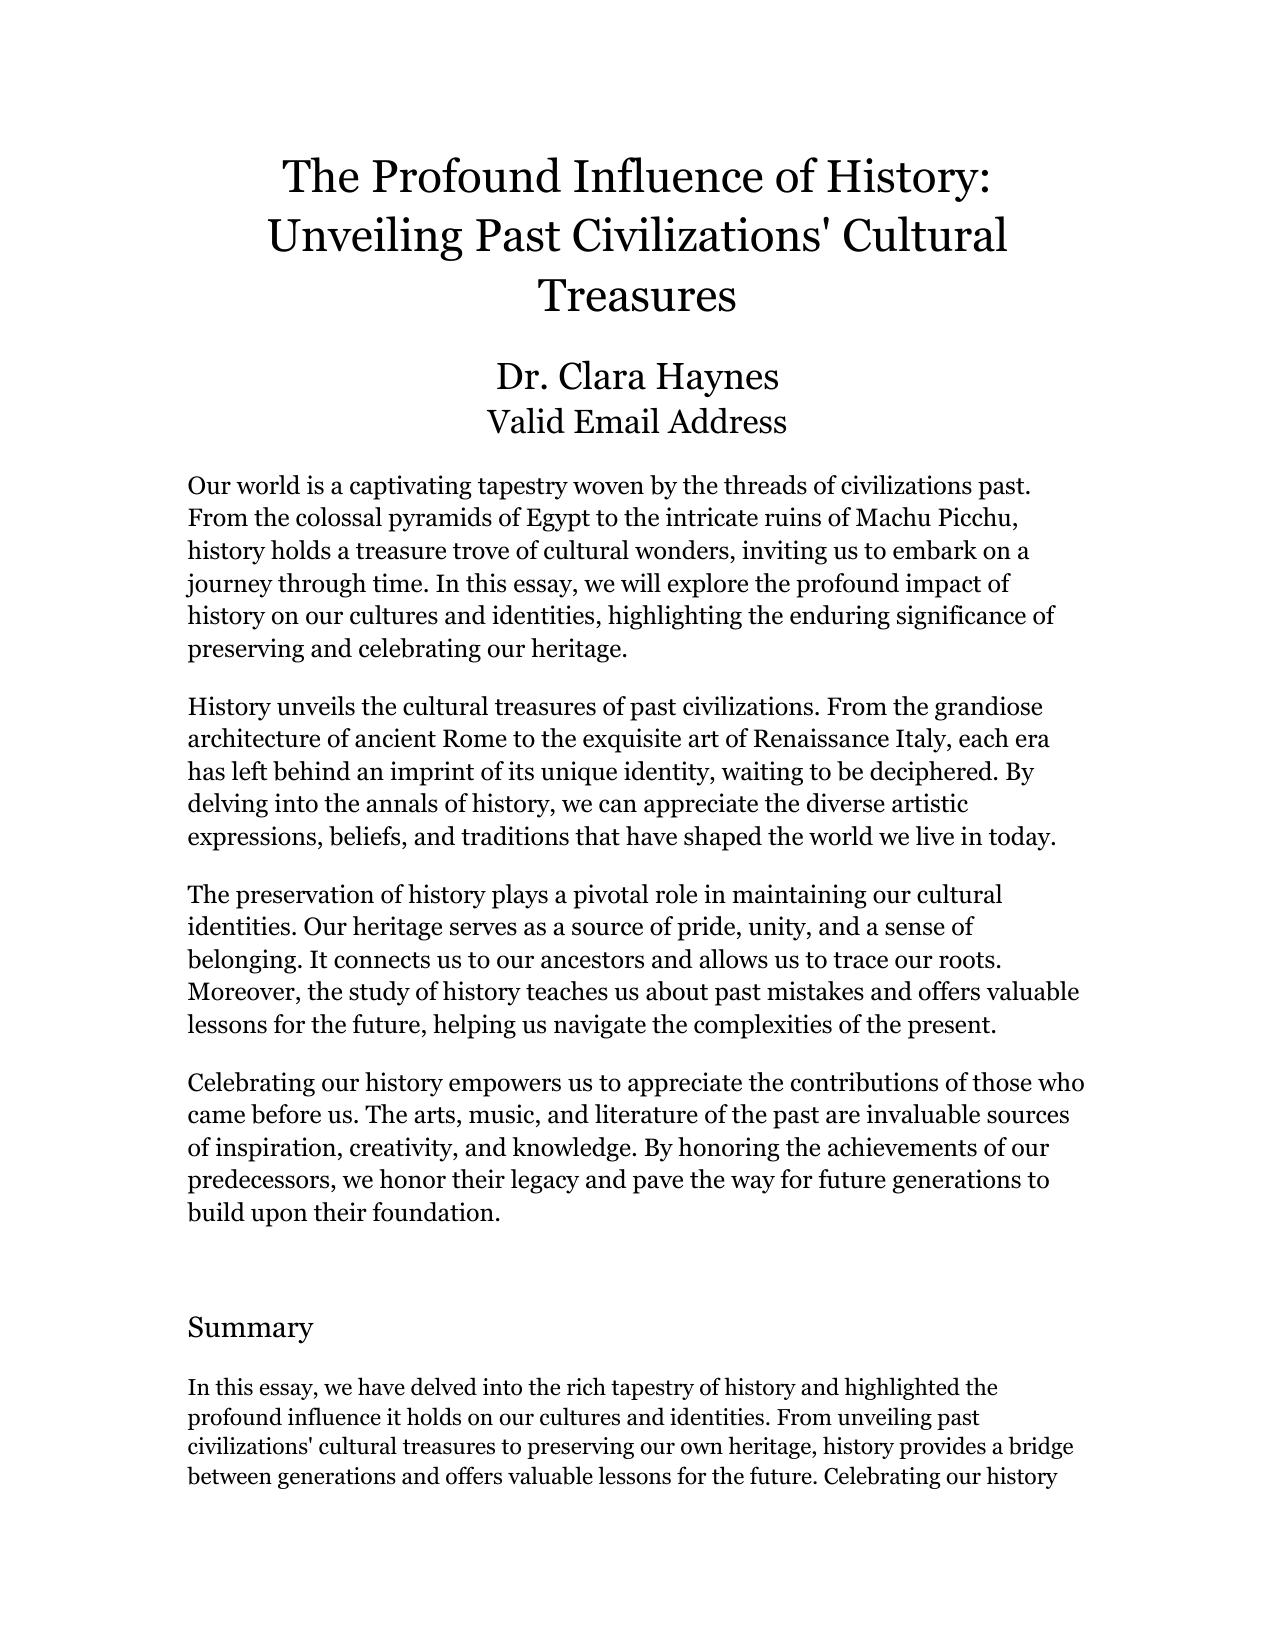 The Profound Influence of History:
Unveiling Past Civilizations' Cultural
Treasures
Dr. Clara Haynes
Valid Email Address
Our world is a captivating tapestry woven by the threads of civilizations past.
From the colossal pyramids of Egypt to the intricate ruins of Machu Picchu,
history holds a treasure trove of cultural wonders, inviting us to embark on a
journey through time. In this essay, we will explore the profound impact of
history on our cultures and identities, highlighting the enduring significance of
preserving and celebrating our heritage.
History unveils the cultural treasures of past civilizations. From the grandiose
architecture of ancient Rome to the exquisite art of Renaissance Italy, each era
has left behind an imprint of its unique identity, waiting to be deciphered. By
delving into the annals of history, we can appreciate the diverse artistic
expressions, beliefs, and traditions that have shaped the world we live in today.
The preservation of history plays a pivotal role in maintaining our cultural
identities. Our heritage serves as a source of pride, unity, and a sense of
belonging. It connects us to our ancestors and allows us to trace our roots.
Moreover, the study of history teaches us about past mistakes and offers valuable
lessons for the future, helping us navigate the complexities of the present.
Celebrating our history empowers us to appreciate the contributions of those who
came before us. The arts, music, and literature of the past are invaluable sources
of inspiration, creativity, and knowledge. By honoring the achievements of our
predecessors, we honor their legacy and pave the way for future generations to
build upon their foundation.
Summary
In this essay, we have delved into the rich tapestry of history and highlighted the
profound influence it holds on our cultures and identities. From unveiling past
civilizations' cultural treasures to preserving our own heritage, history provides a bridge
between generations and offers valuable lessons for the future. Celebrating our history